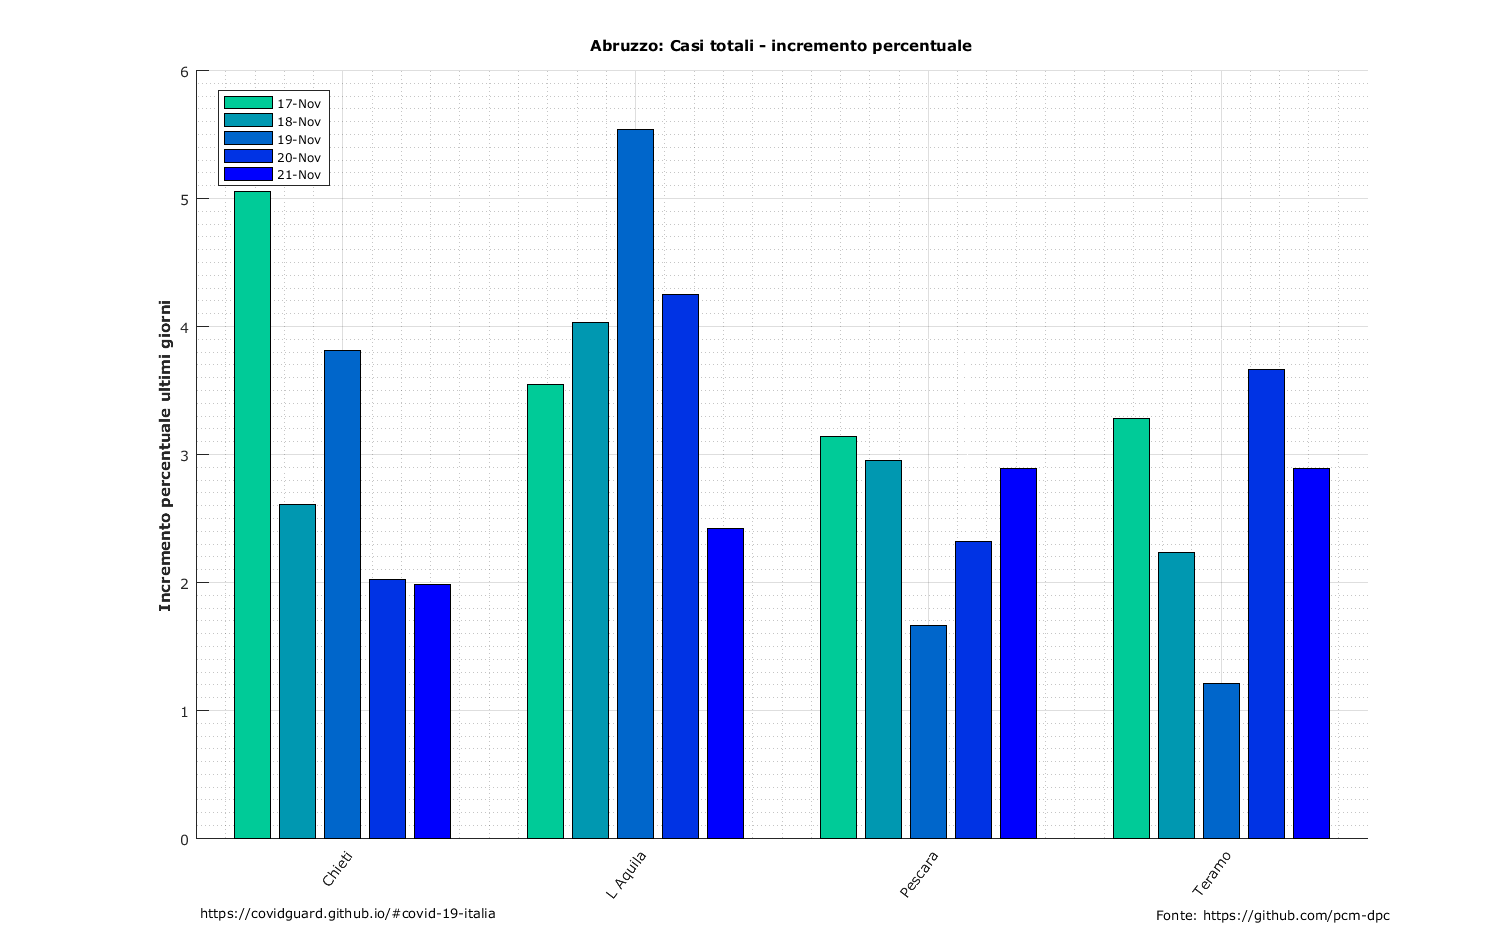 Abruzzo: Casi totali - incremento percentuale
Incremento percentuale ultimi giorni
6
5
4
3
2
1
0
17-Nov
18-Nov
19-Nov
20-Nov
21-Nov
Chieti
L Aquila
Pescara
Teramo
https://covidguard.github.io/#covid-19-italia
Fonte: https://github.com/pcm-dpc